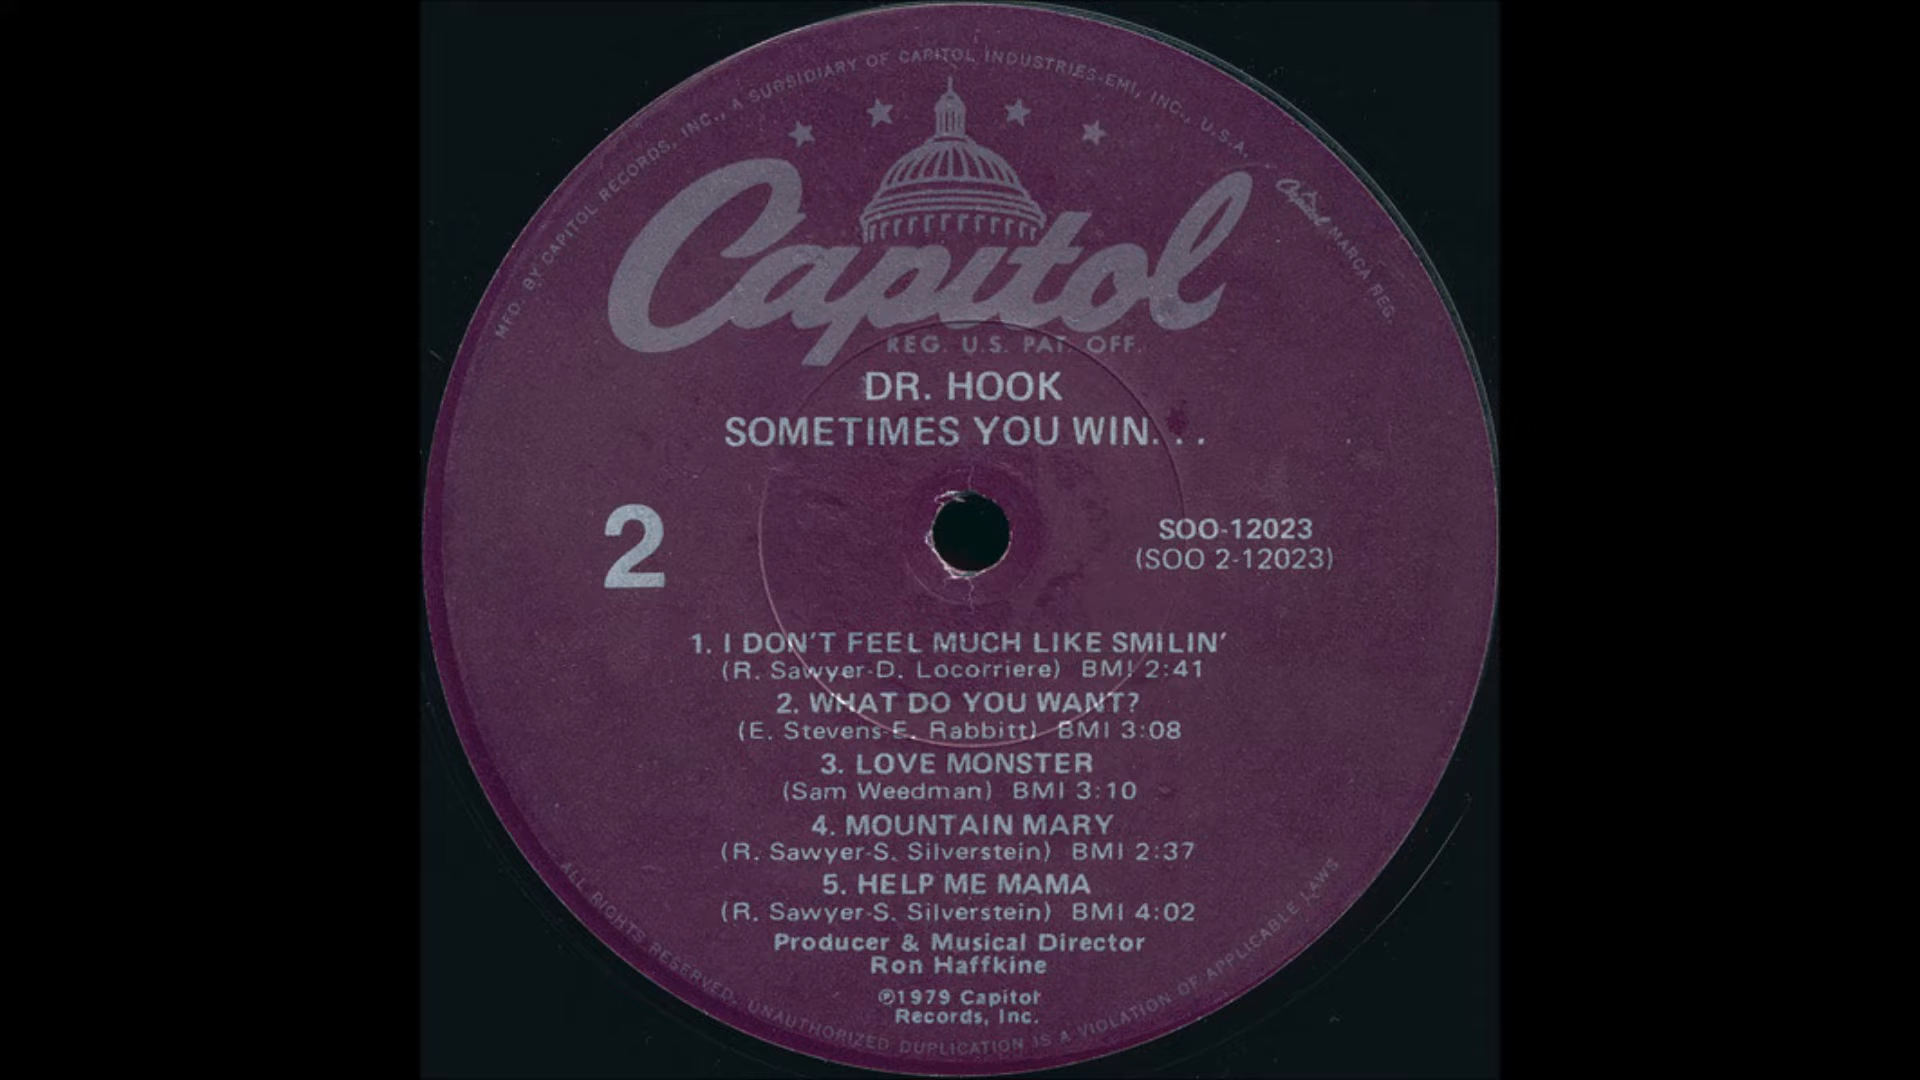 MFD. BY CAPITOL RECORDS, INC., A SUBSIDIARY OF CAPITOL INDUSTRIES-EMI, INC., U.S.A. Capitol MARCA REG.
Capitol
REG. U.S. PAT. OFF.
DR. HOOK
SOMETIMES YOU WIN. . .
2
SOO-12023
(SOO 2-12023)
1. I DON'T FEEL MUCH LIKE SMILIN'
(R. Sawyer-D. Locorriere) BMI 2:41
2. WHAT DO YOU WANT?
(E. Stevens-E. Rabbitt) BMI 3:08
3. LOVE MONSTER
(Sam Weedman) BMI 3:10
4. MOUNTAIN MARY
(R. Sawyer-S. Silverstein) BMI 2:37
5. HELP ME MAMA
(R. Sawyer-S. Silverstein) BMI 4:02
Producer & Musical Director
Ron Haffkine
℗1979 Capitol
Records, Inc.
ALL RIGHTS RESERVED. UNAUTHORIZED DUPLICATION IS A VIOLATION OF APPLICABLE LAWS